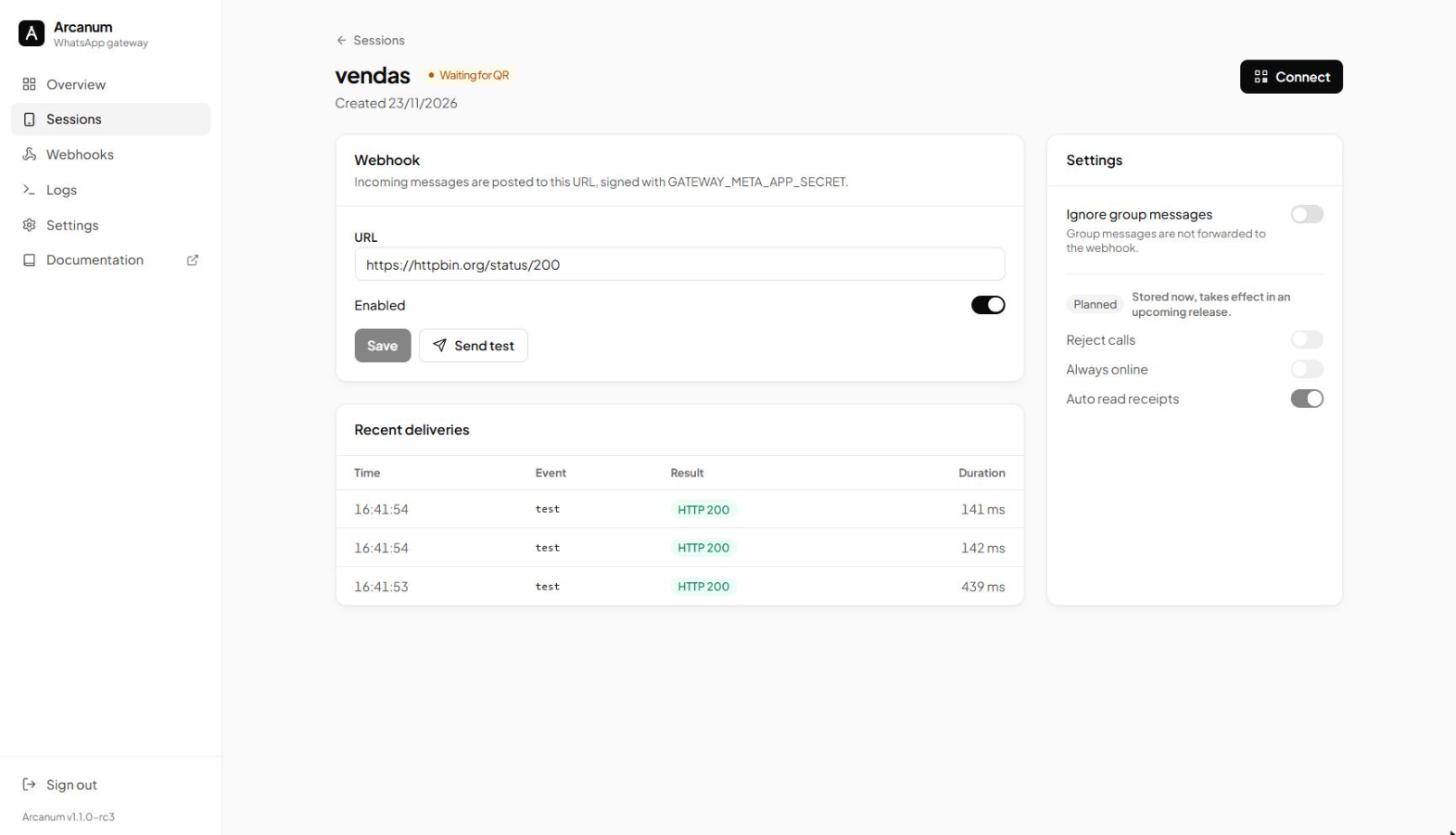 Arcanum
WhatsApp gateway
Overview
Sessions
Webhooks
Logs
Settings
Documentation
Sign out
Arcanum v1.1.0-rc3
Sessions
vendas
Waiting for QR
Created 23/11/2026
Connect
Webhook
Incoming messages are posted to this URL, signed with GATEWAY_META_APP_SECRET.
URL
https://httpbin.org/status/200
Enabled
Save
Send test
Recent deliveries
Time Event Result Duration
16:41:54 test HTTP 200 141 ms
16:41:54 test HTTP 200 142 ms
16:41:53 test HTTP 200 439 ms
Settings
Ignore group messages
Group messages are not forwarded to
the webhook.
Planned
Stored now, takes effect in an
upcoming release.
Reject calls
Always online
Auto read receipts